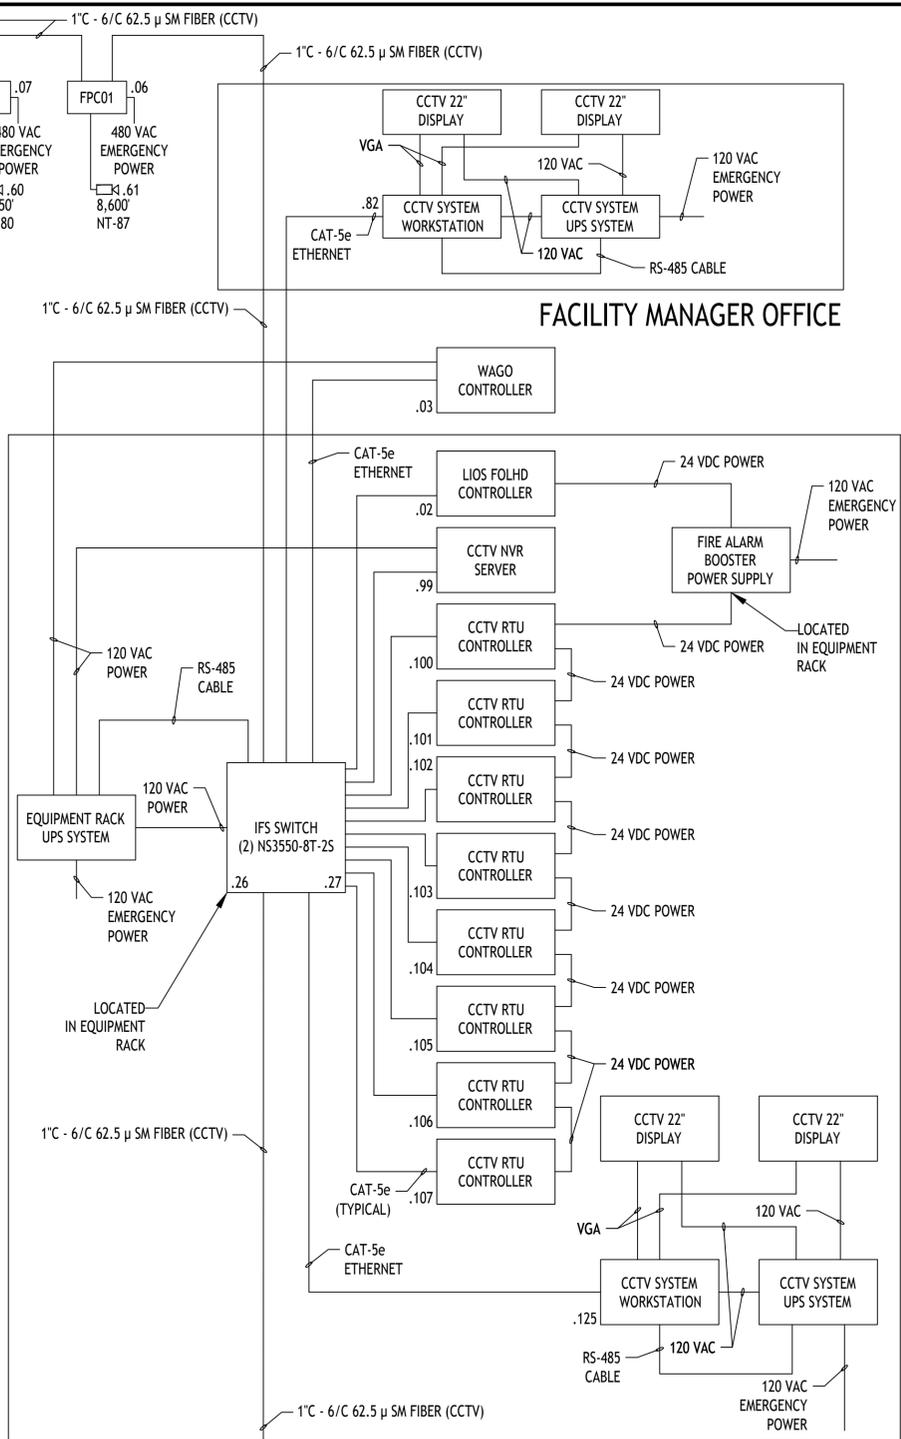 1"C - 6/C 62.5 µ SM FIBER (CCTV)
1"C - 6/C 62.5 µ SM FIBER (CCTV)
.07
FPC01
.06
480 VAC
ERGENCY
POWER
480 VAC
EMERGENCY
POWER
.60
50'
80
.61
8,600'
NT-87
CCTV 22"
DISPLAY
CCTV 22"
DISPLAY
VGA
120 VAC
120 VAC
EMERGENCY
POWER
.82
CCTV SYSTEM
WORKSTATION
CCTV SYSTEM
UPS SYSTEM
CAT-5e
ETHERNET
120 VAC
RS-485 CABLE
1"C - 6/C 62.5 µ SM FIBER (CCTV)
FACILITY MANAGER OFFICE
WAGO
CONTROLLER
.03
CAT-5e
ETHERNET
LIOS FOLHD
CONTROLLER
.02
24 VDC POWER
120 VAC
EMERGENCY
POWER
CCTV NVR
SERVER
.99
FIRE ALARM
BOOSTER
POWER SUPPLY
CCTV RTU
CONTROLLER
.100
24 VDC POWER
LOCATED
IN EQUIPMENT
RACK
120 VAC
POWER
RS-485
CABLE
24 VDC POWER
CCTV RTU
CONTROLLER
.101
24 VDC POWER
.102
CCTV RTU
CONTROLLER
120 VAC
POWER
EQUIPMENT RACK
UPS SYSTEM
IFS SWITCH
(2) NS3550-8T-2S
.26
.27
24 VDC POWER
CCTV RTU
CONTROLLER
.103
120 VAC
EMERGENCY
POWER
24 VDC POWER
CCTV RTU
CONTROLLER
.104
24 VDC POWER
LOCATED
IN EQUIPMENT
RACK
CCTV RTU
CONTROLLER
.105
24 VDC POWER
CCTV RTU
CONTROLLER
.106
1"C - 6/C 62.5 µ SM FIBER (CCTV)
CCTV RTU
CONTROLLER
CAT-5e
(TYPICAL)
.107
CCTV 22"
DISPLAY
CCTV 22"
DISPLAY
VGA
120 VAC
CAT-5e
ETHERNET
CCTV SYSTEM
WORKSTATION
CCTV SYSTEM
UPS SYSTEM
.125
120 VAC
RS-485
CABLE
120 VAC
EMERGENCY
POWER
1"C - 6/C 62.5 µ SM FIBER (CCTV)